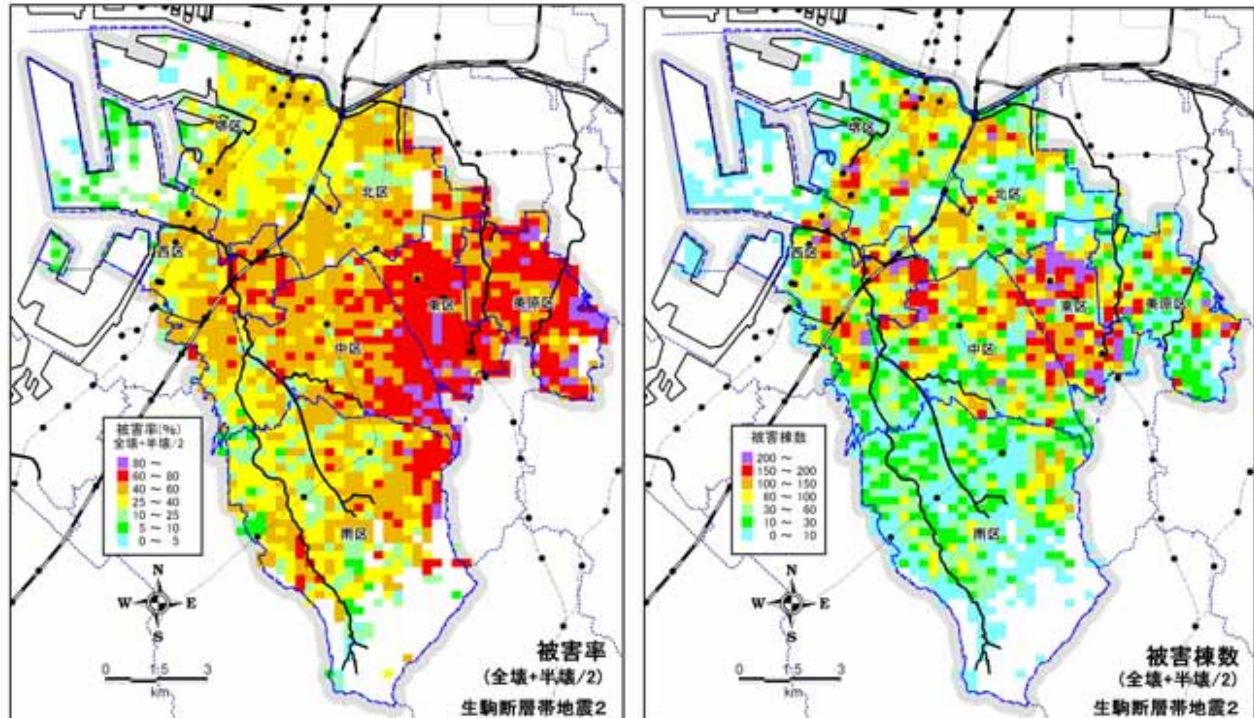 堺区
北区
西区
東区
美原区
中区
南区
被害率(%)
全壊+半壊/2
80 ~
60 ~ 80
40 ~ 60
25 ~ 40
10 ~ 25
5 ~ 10
0 ~ 5
N
W E
S
0 1.5 3
km
被害率
(全壊+半壊/2)
生駒断層帯地震2
堺区
北区
西区
東区
美原区
中区
南区
被害棟数
200 ~
150 ~ 200
100 ~ 150
60 ~ 100
30 ~ 60
10 ~ 30
0 ~ 10
N
W E
S
0 1.5 3
km
被害棟数
(全壊+半壊/2)
生駒断層帯地震2